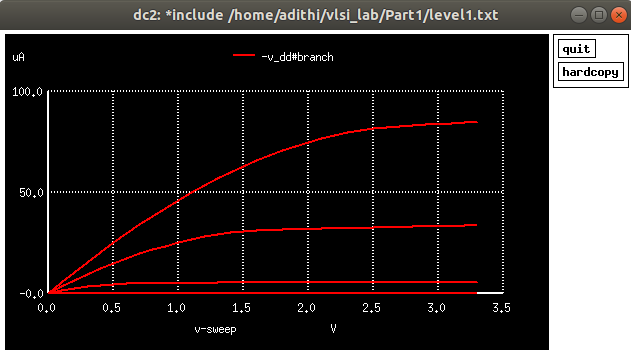 dc2: *include /home/adithi/vlsi_lab/Part1/level1.txt
quit
hardcopy
uA
-v_dd#branch
100.0
50.0
-0.0
0.0 0.5 1.0 1.5 2.0 2.5 3.0 3.5
v-sweep V